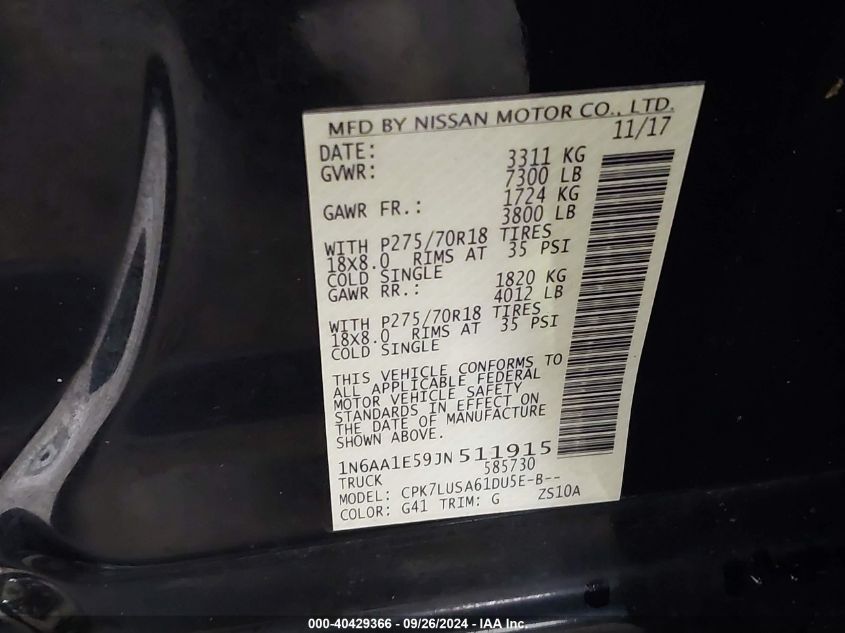 MFD BY NISSAN MOTOR CO., LTD.
DATE: 11/17
GVWR: 3311 KG
7300 LB
GAWR FR.: 1724 KG
3800 LB
WITH P275/70R18 TIRES
18X8.0 RIMS AT 35 PSI
COLD SINGLE
GAWR RR.: 1820 KG
4012 LB
WITH P275/70R18 TIRES
18X8.0 RIMS AT 35 PSI
COLD SINGLE
THIS VEHICLE CONFORMS TO
ALL APPLICABLE FEDERAL
MOTOR VEHICLE SAFETY
STANDARDS IN EFFECT ON
THE DATE OF MANUFACTURE
SHOWN ABOVE.
1N6AA1E59JN511915
TRUCK 585730
MODEL: CPK7LUSA61DU5E-B--
COLOR: G41 TRIM: G ZS10A
000-40429366 - 09/26/2024 - IAA Inc.